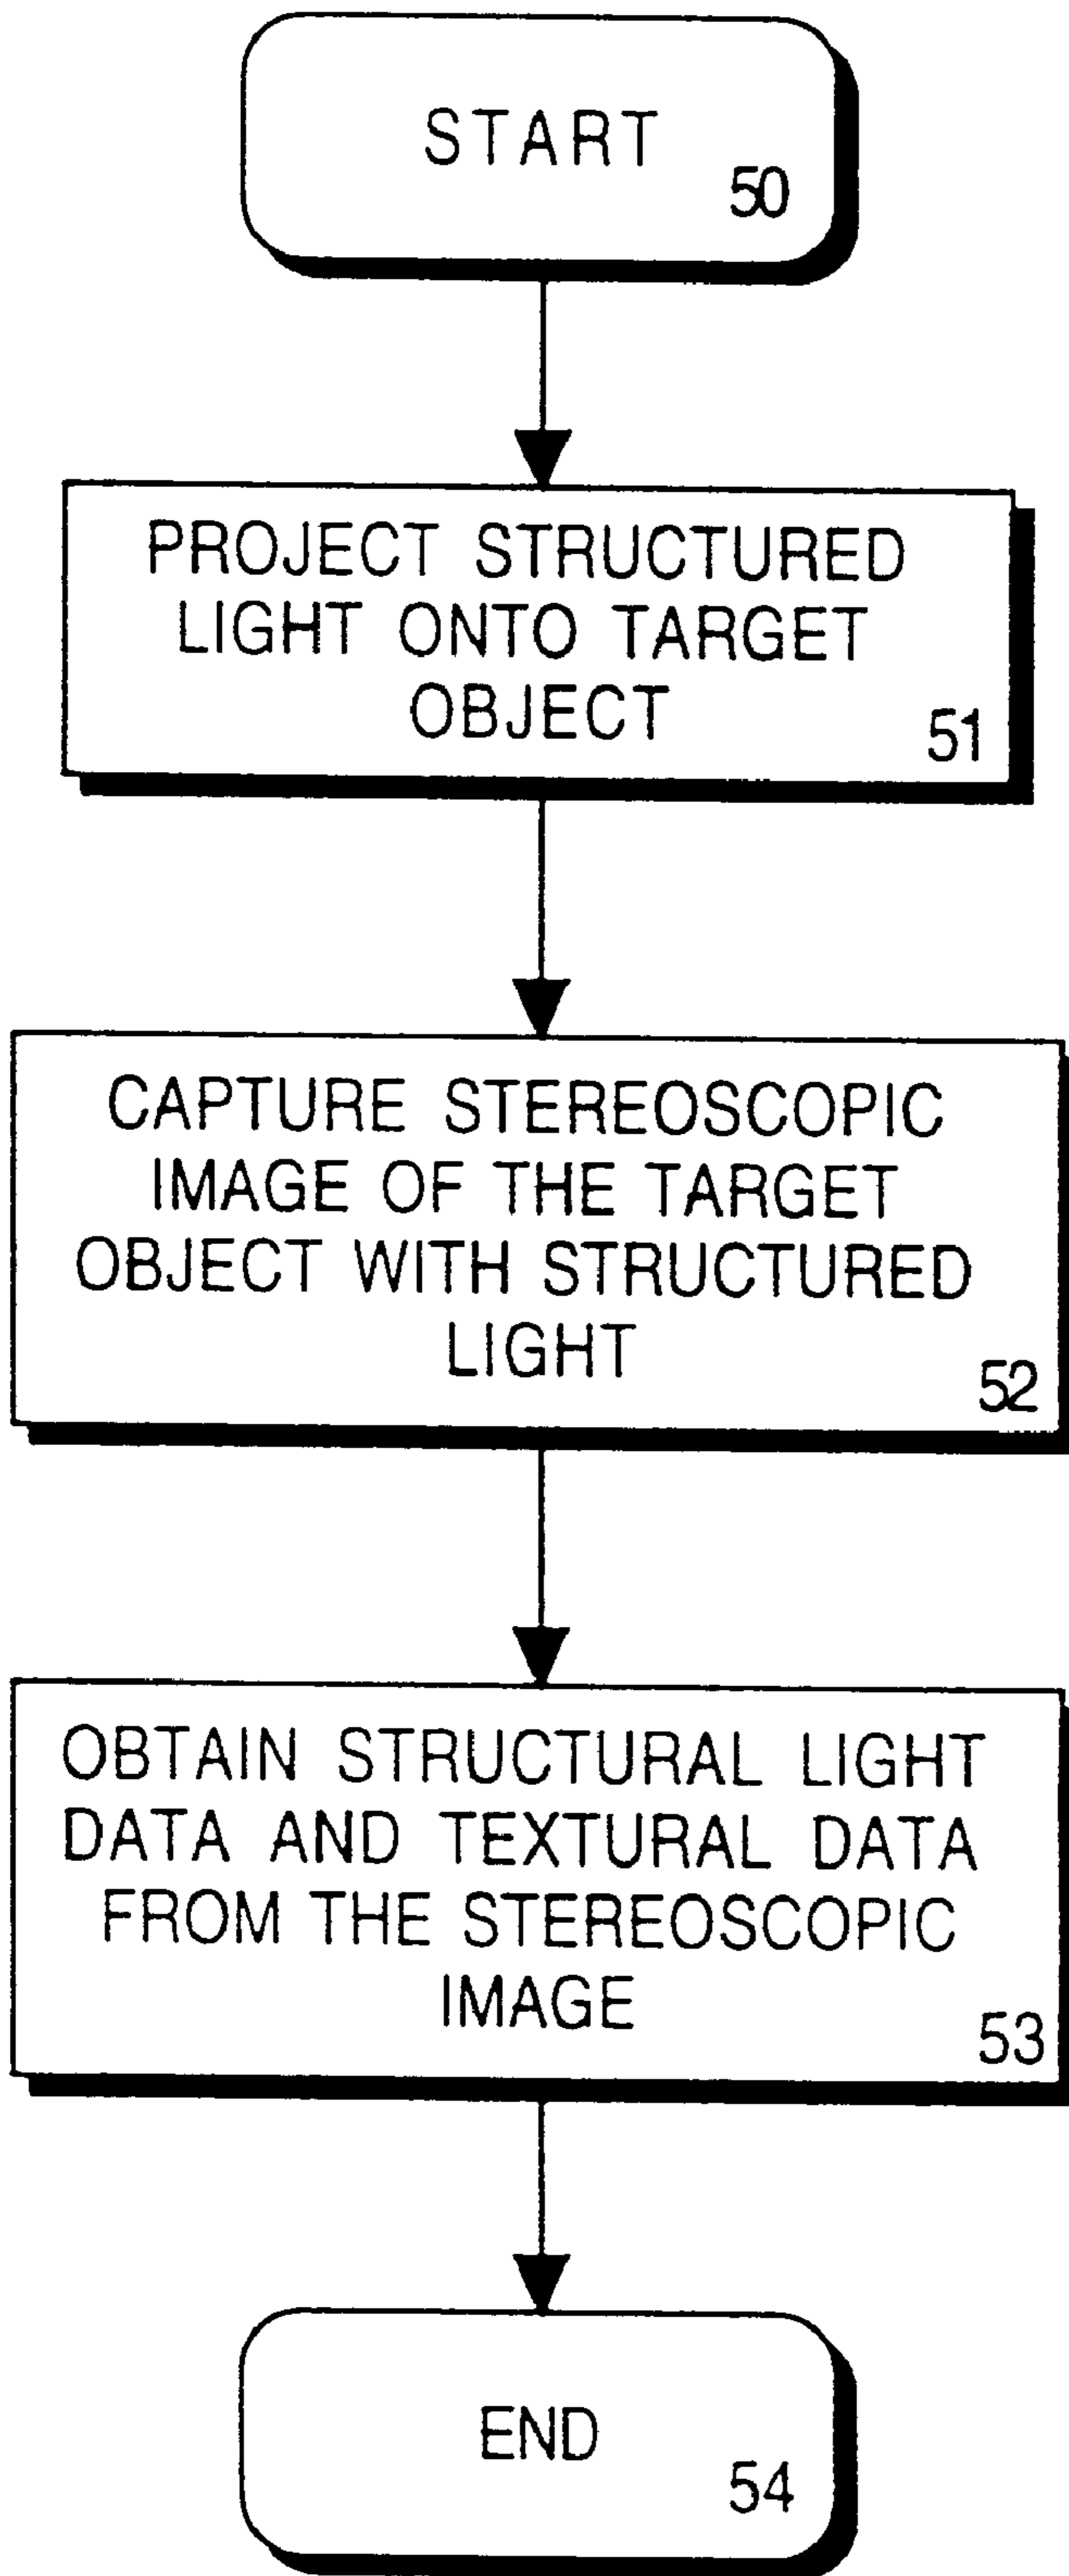 START
50
PROJECT STRUCTURED
LIGHT ONTO TARGET
OBJECT
51
CAPTURE STEREOSCOPIC
IMAGE OF THE TARGET
OBJECT WITH STRUCTURED
LIGHT
52
OBTAIN STRUCTURAL LIGHT
DATA AND TEXTURAL DATA
FROM THE STEREOSCOPIC
IMAGE
53
END
54